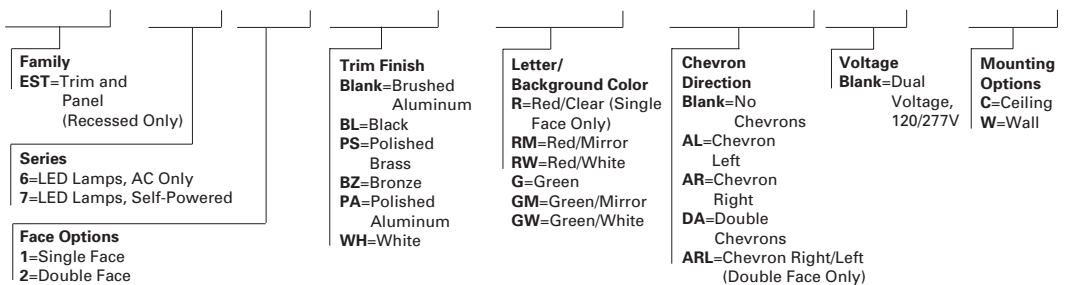 Family
EST=Trim and
Panel
(Recessed Only)
Series
6=LED Lamps, AC Only
7=LED Lamps, Self-Powered
Face Options
1=Single Face
2=Double Face
Trim Finish
Blank=Brushed
Aluminum
BL=Black
PS=Polished
Brass
BZ=Bronze
PA=Polished
Aluminum
WH=White
Letter/
Background Color
R=Red/Clear (Single
Face Only)
RM=Red/Mirror
RW=Red/White
G=Green
GM=Green/Mirror
GW=Green/White
Chevron
Direction
Blank=No
Chevrons
AL=Chevron
Left
AR=Chevron
Right
DA=Double
Chevrons
ARL=Chevron Right/Left
(Double Face Only)
Voltage
Blank=Dual
Voltage,
120/277V
Mounting
Options
C=Ceiling
W=Wall